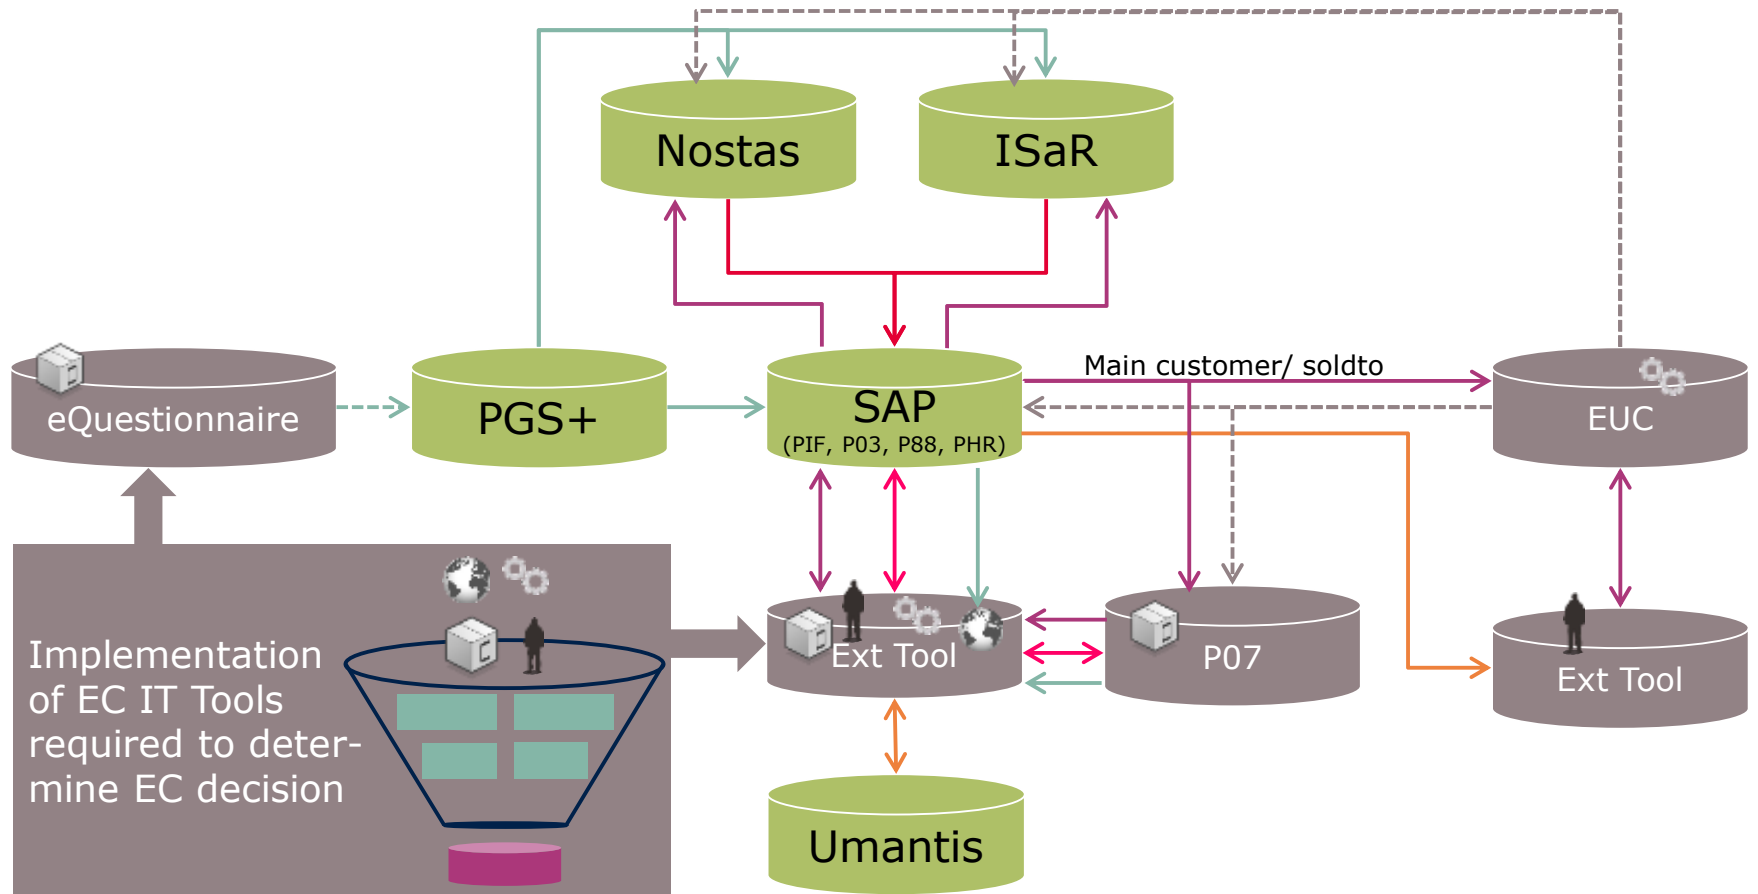 Nostas
ISaR
Main customer/ soldto
eQuestionnaire
PGS+
SAP
(PIF, P03, P88, PHR)
EUC
Implementation
of EC IT Tools
required to deter-
mine EC decision
Ext Tool
P07
Ext Tool
Umantis